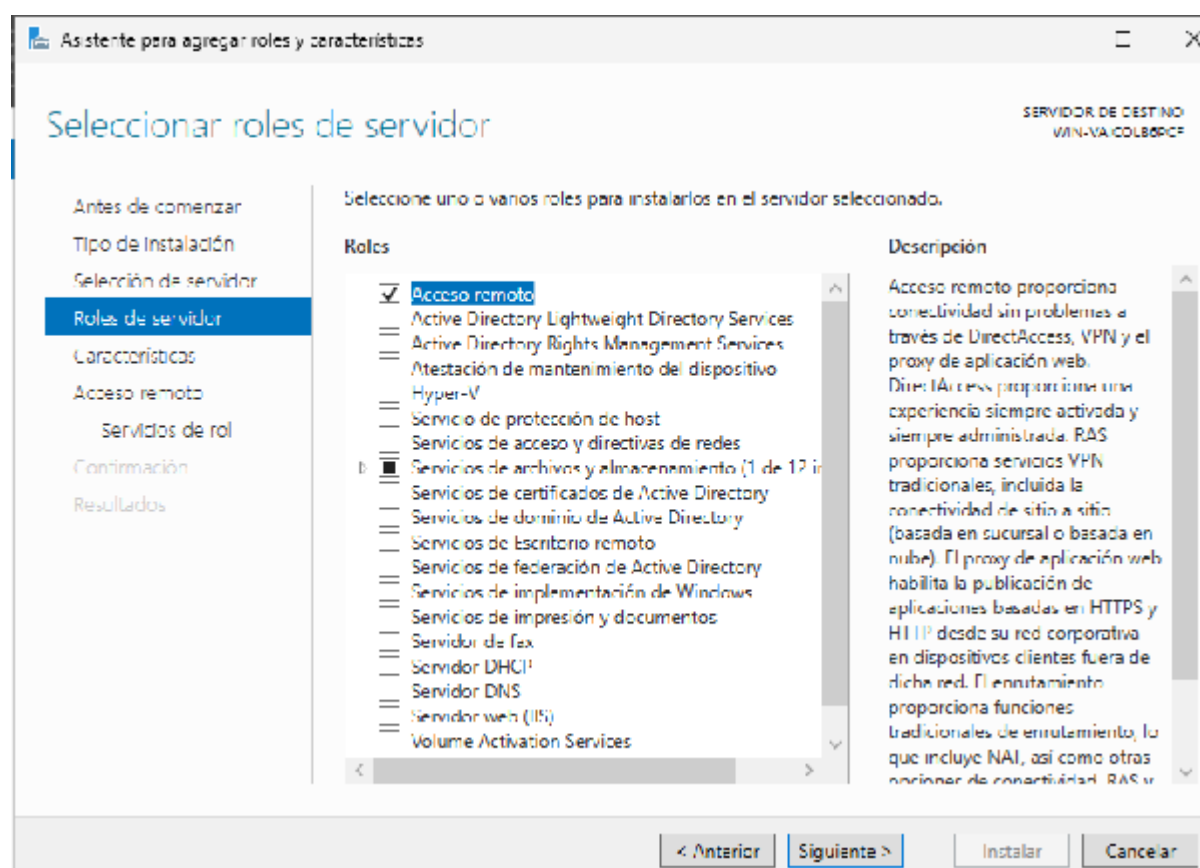 Asistente para agregar roles y características
Seleccionar roles de servidor
SERVIDOR DE DESTINO
Antes de comenzar
Tipo de instalación
Selección de servidor
Roles de servidor
Características
Acceso remoto
Servicios de rol
Confirmación
Resultados
Seleccione uno o varios roles para instalarlos en el servidor seleccionado.
Roles
Acceso remoto
Active Directory Lightweight Directory Services
Active Directory Rights Management Services
Atestación de mantenimiento del dispositivo
Hyper-V
Servicio de protección de host
Servicios de acceso y directivas de redes
Servicios de archivos y almacenamiento (1 de 12 in
Servicios de certificados de Active Directory
Servicios de dominio de Active Directory
Servicios de Escritorio remoto
Servicios de federación de Active Directory
Servicios de implementación de Windows
Servicios de impresión y documentos
Servidor de fax
Servidor DHCP
Servidor DNS
Servidor web (IIS)
Volume Activation Services
Descripción
Acceso remoto proporciona
conectividad sin problemas a
través de DirectAccess, VPN y el
proxy de aplicación web.
DirectAccess proporciona una
experiencia siempre activada y
siempre administrada. RAS
proporciona servicios VPN
tradicionales, incluida la
conectividad de sitio a sitio
(basada en sucursal o basada en
nube). El proxy de aplicación web
habilita la publicación de
aplicaciones basadas en HTTPS y
HTTP desde su red corporativa
en dispositivos clientes fuera de
dicha red. El enrutamiento
proporciona funciones
tradicionales de enrutamiento, lo
que incluye NAT, así como otras
opciones de conectividad. RAS y
< Anterior
Siguiente >
Instalar
Cancelar